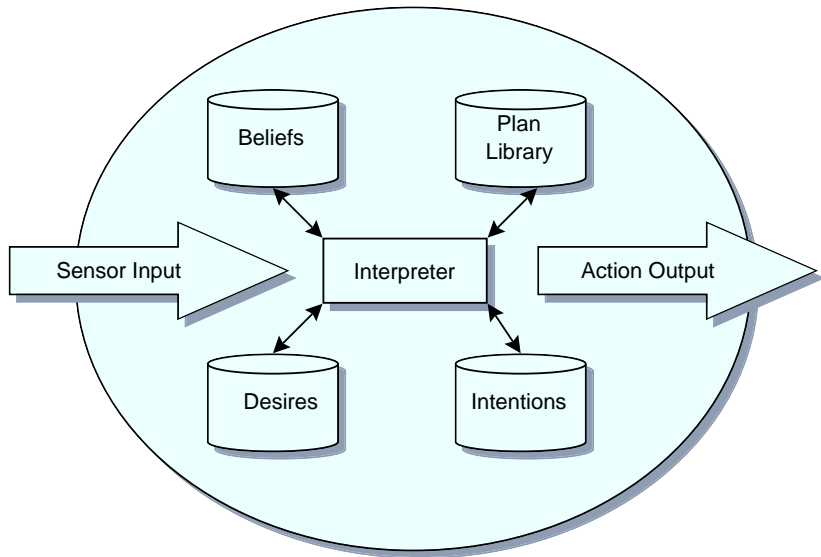 Beliefs
Plan
Library
Sensor Input
Interpreter
Action Output
Desires
Intentions